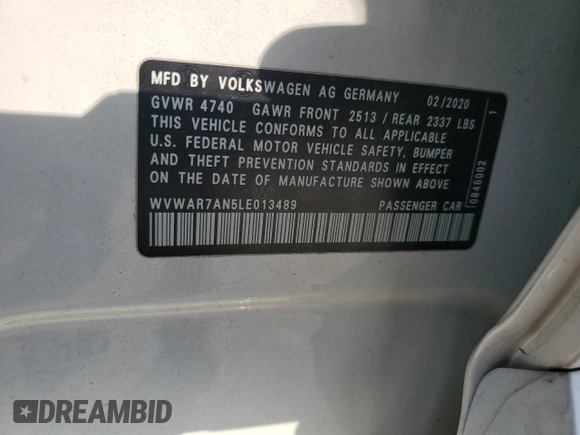 MFD BY VOLKSWAGEN AG GERMANY 02/2020
GVWR 4740 GAWR FRONT 2513 / REAR 2337 LBS
THIS VEHICLE CONFORMS TO ALL APPLICABLE
U.S. FEDERAL MOTOR VEHICLE SAFETY, BUMPER
AND THEFT PREVENTION STANDARDS IN EFFECT
ON THE DATE OF MANUFACTURE SHOWN ABOVE
WVWAR7AN5LE013489 PASSENGER CAR
0845002 1
DREAMBID